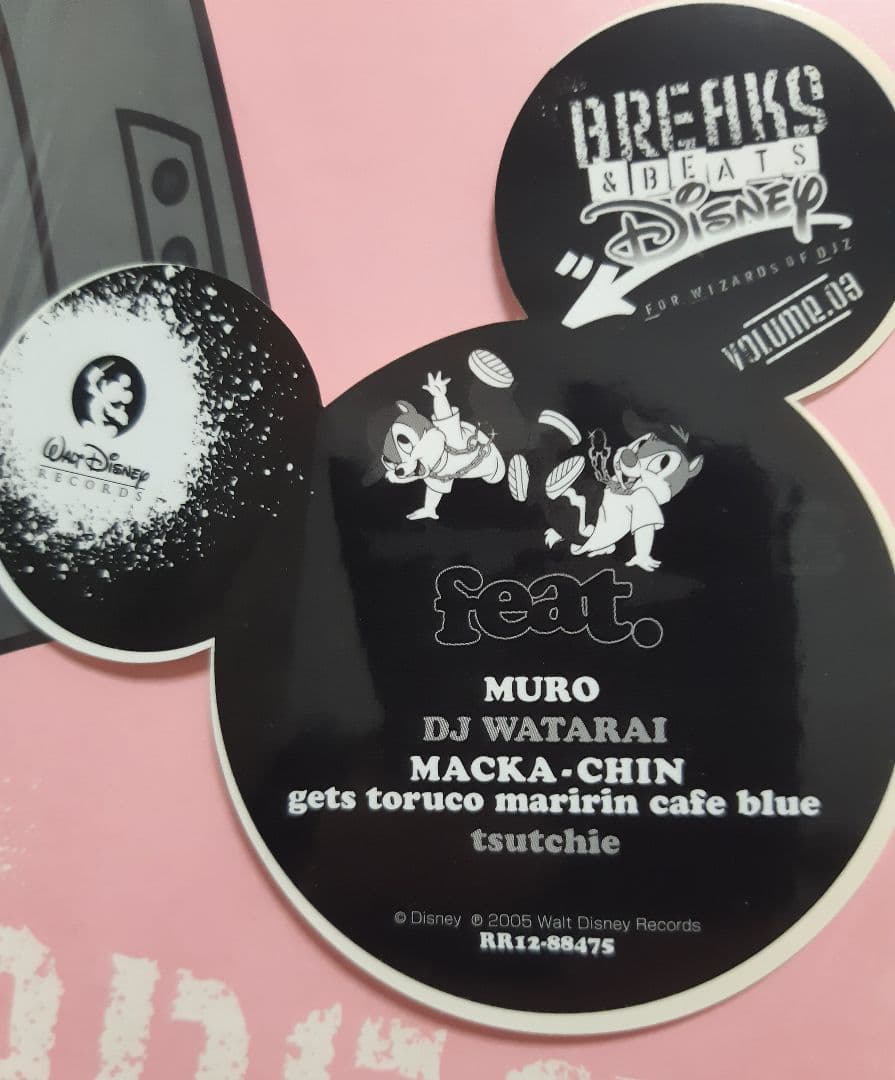 BREAKS
& BEATS
Disney
FOR WIZARDS OF DJZ
VOLUME.03
WALT DISNEY
RECORDS
feat.
MURO
DJ WATARAI
MACKA-CHIN
gets toruco maririn cafe blue
tsutchie
© Disney ℗ 2005 Walt Disney Records
RR12-88475